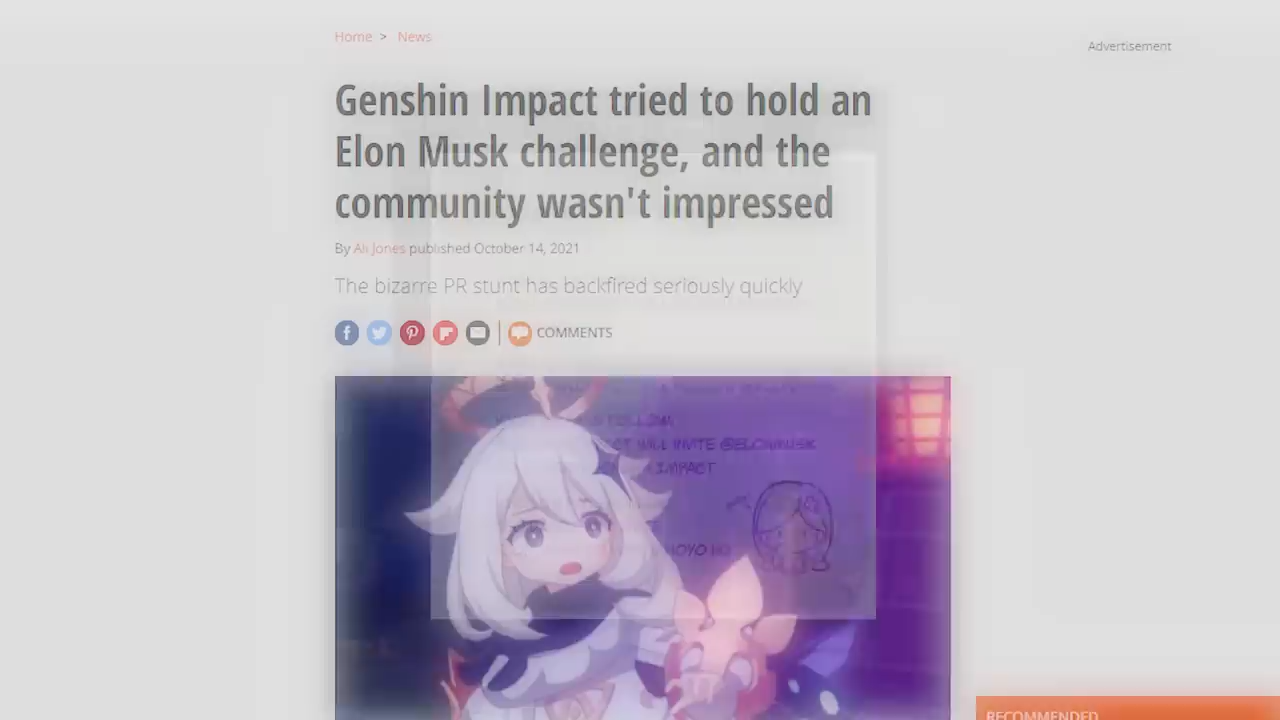 Home > News
Advertisement
Genshin Impact tried to hold an
Elon Musk challenge, and the
community wasn't impressed
By Ali Jones published October 14, 2021
The bizarre PR stunt has backfired seriously quickly
COMMENTS
WILL INVITE @ELONMUSK
IMPACT
RECOMMENDED